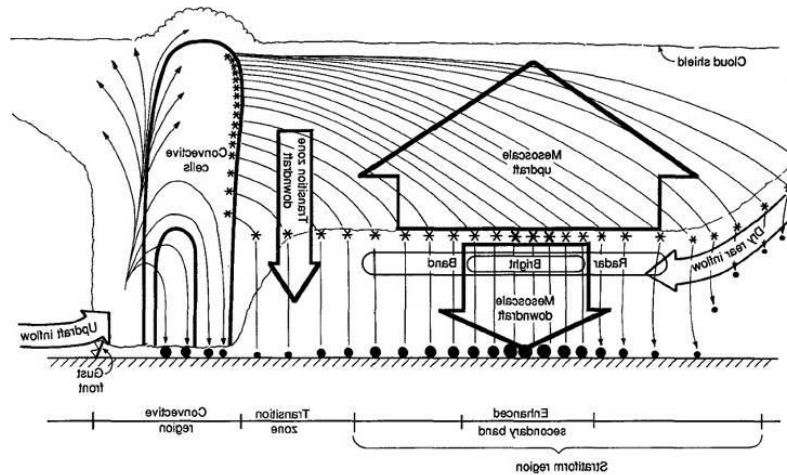 Cloud shield
Convective
cells
Transition zone
downdraft
Mesoscale
updraft
Dry rear inflow
Radar
Bright
Band
Mesoscale
downdraft
Updraft inflow
Gust
front
Convective
region
Transition
zone
Enhanced
secondary band
Stratiform region